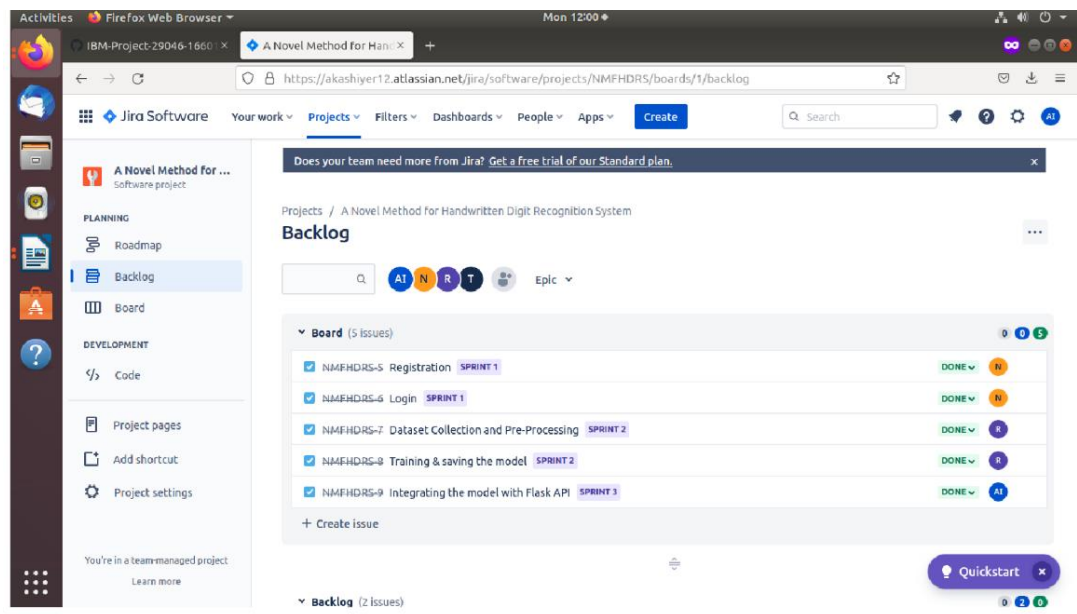 Activities Firefox Web Browser Mon 12:00
IBM-Project-29046-1660 A Novel Method for Hand
https://akashiyer12.atlassian.net/jira/software/projects/NMFHDRS/boards/1/backlog
Jira Software Your work Projects Filters Dashboards People Apps Create Search AI
Does your team need more from Jira? Get a free trial of our Standard plan. x
A Novel Method for ...
Software project
PLANNING
Roadmap
Backlog
Board
DEVELOPMENT
Code
Project pages
Add shortcut
Project settings
You're in a team-managed project
Learn more
Projects / A Novel Method for Handwritten Digit Recognition System
Backlog
AI N R T Epic
Board (5 issues) 0 0 5
NMFHDRS-5 Registration SPRINT 1 DONE N
NMFHDRS-6 Login SPRINT 1 DONE N
NMFHDRS-7 Dataset Collection and Pre-Processing SPRINT 2 DONE R
NMFHDRS-8 Training & saving the model SPRINT 2 DONE R
NMFHDRS-9 Integrating the model with Flask API SPRINT 3 DONE AI
+ Create issue
Quickstart x
Backlog (2 issues) 0 2 0